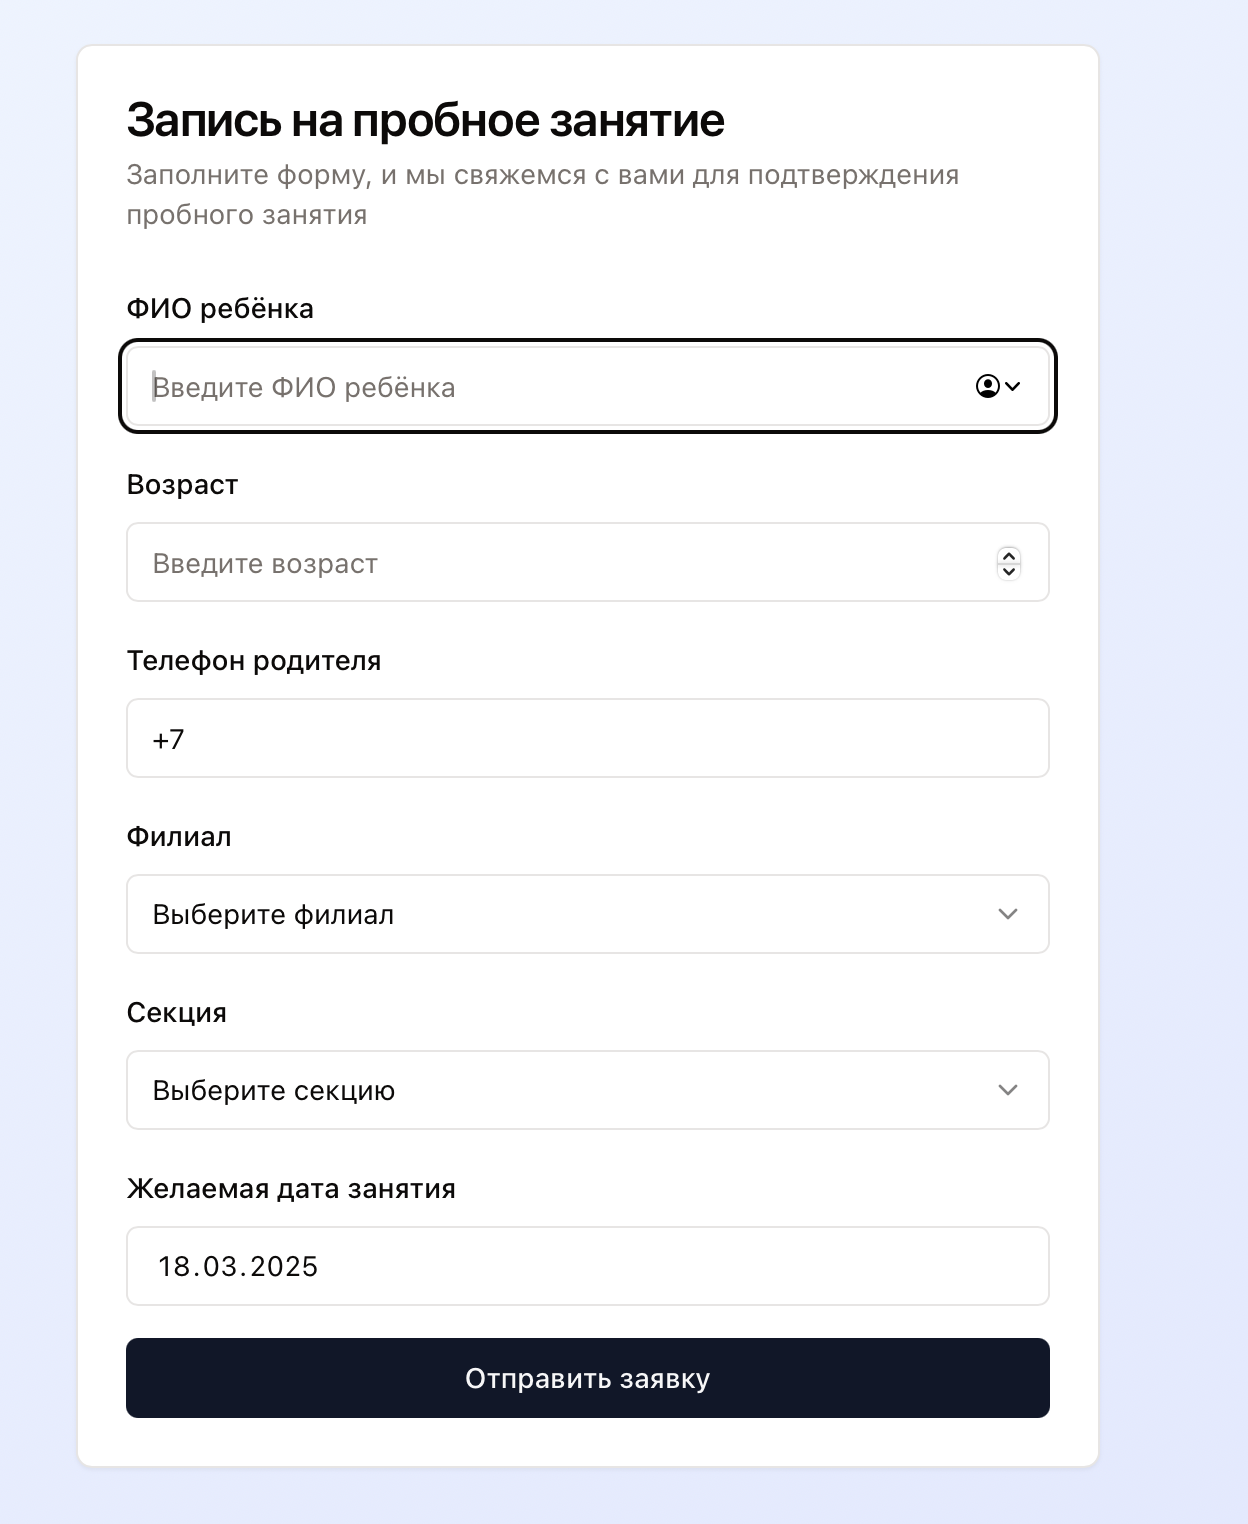 Запись на пробное занятие
Заполните форму, и мы свяжемся с вами для подтверждения
пробного занятия
ФИО ребёнка
Введите ФИО ребёнка
Возраст
Введите возраст
Телефон родителя
+7
Филиал
Выберите филиал
Секция
Выберите секцию
Желаемая дата занятия
18.03.2025
Отправить заявку